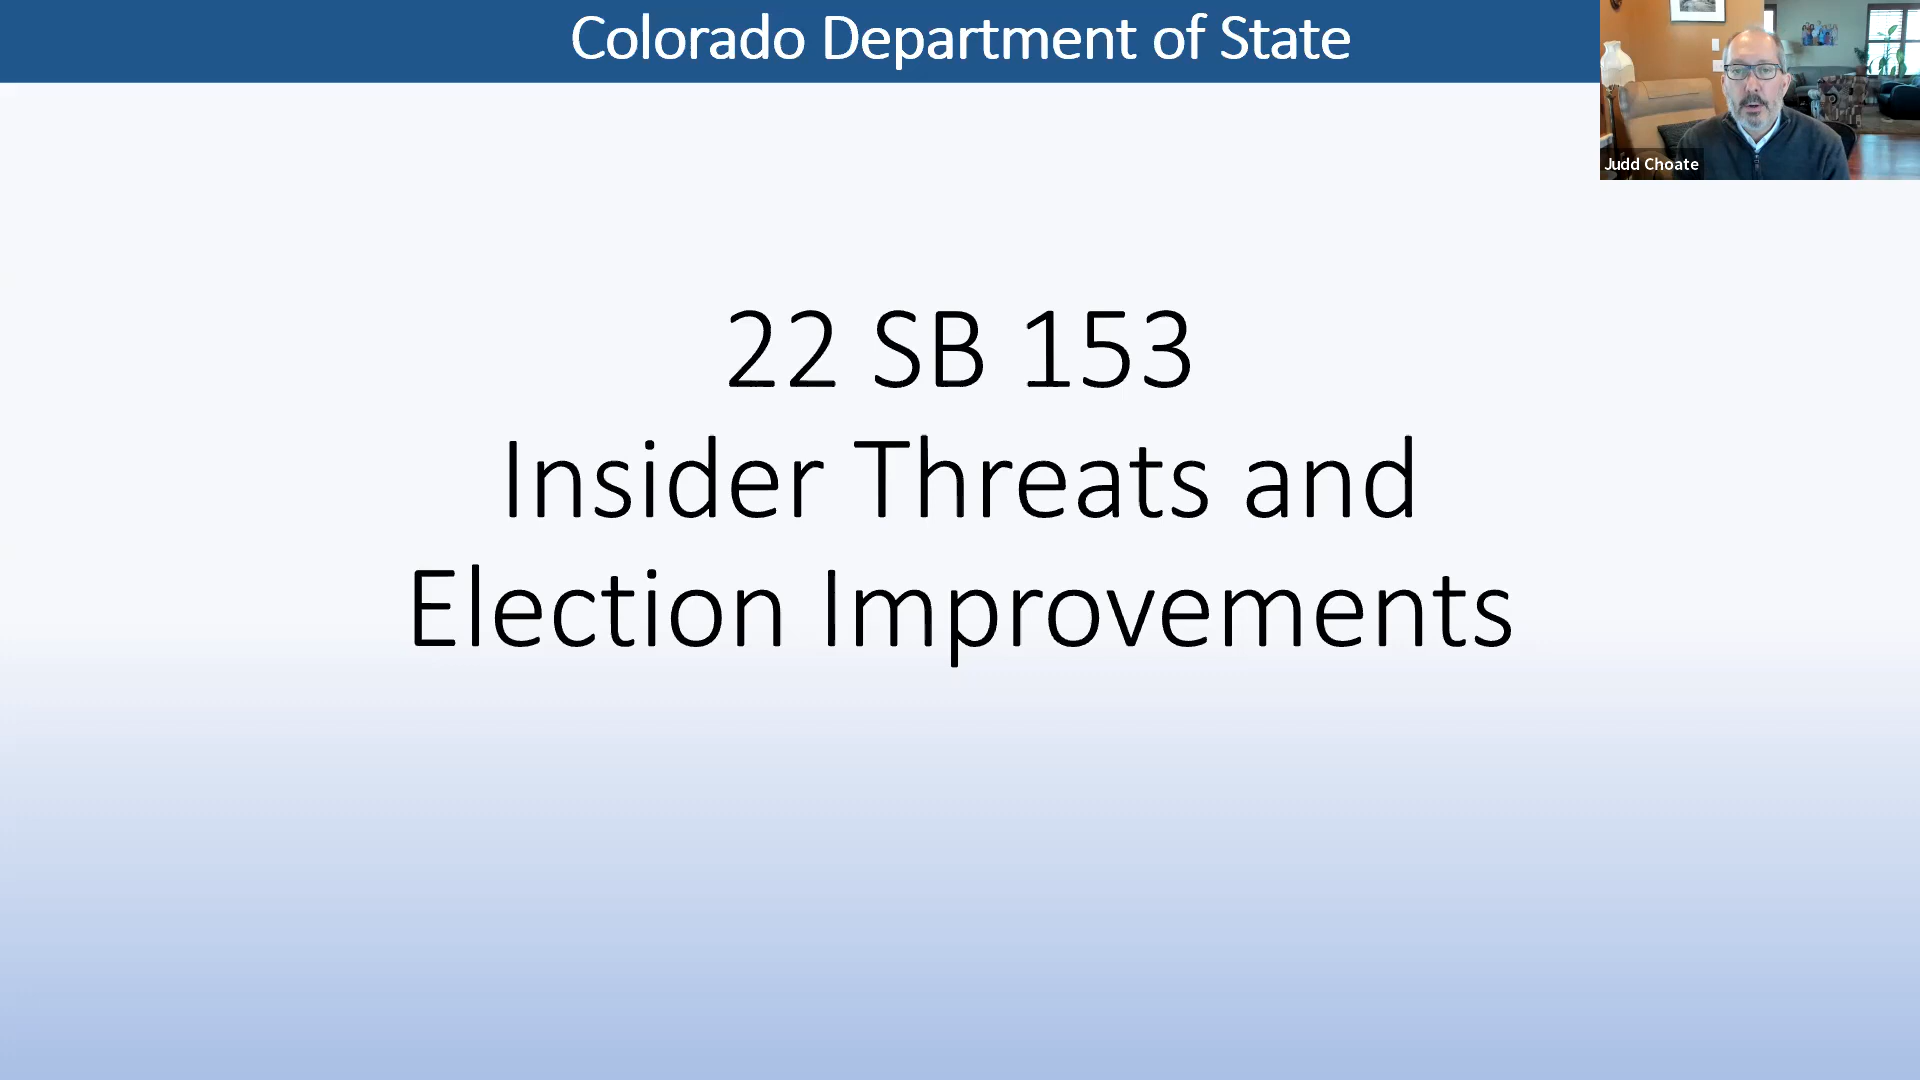 Colorado Department of State
Judd Choate
22 SB 153
Insider Threats and
Election Improvements